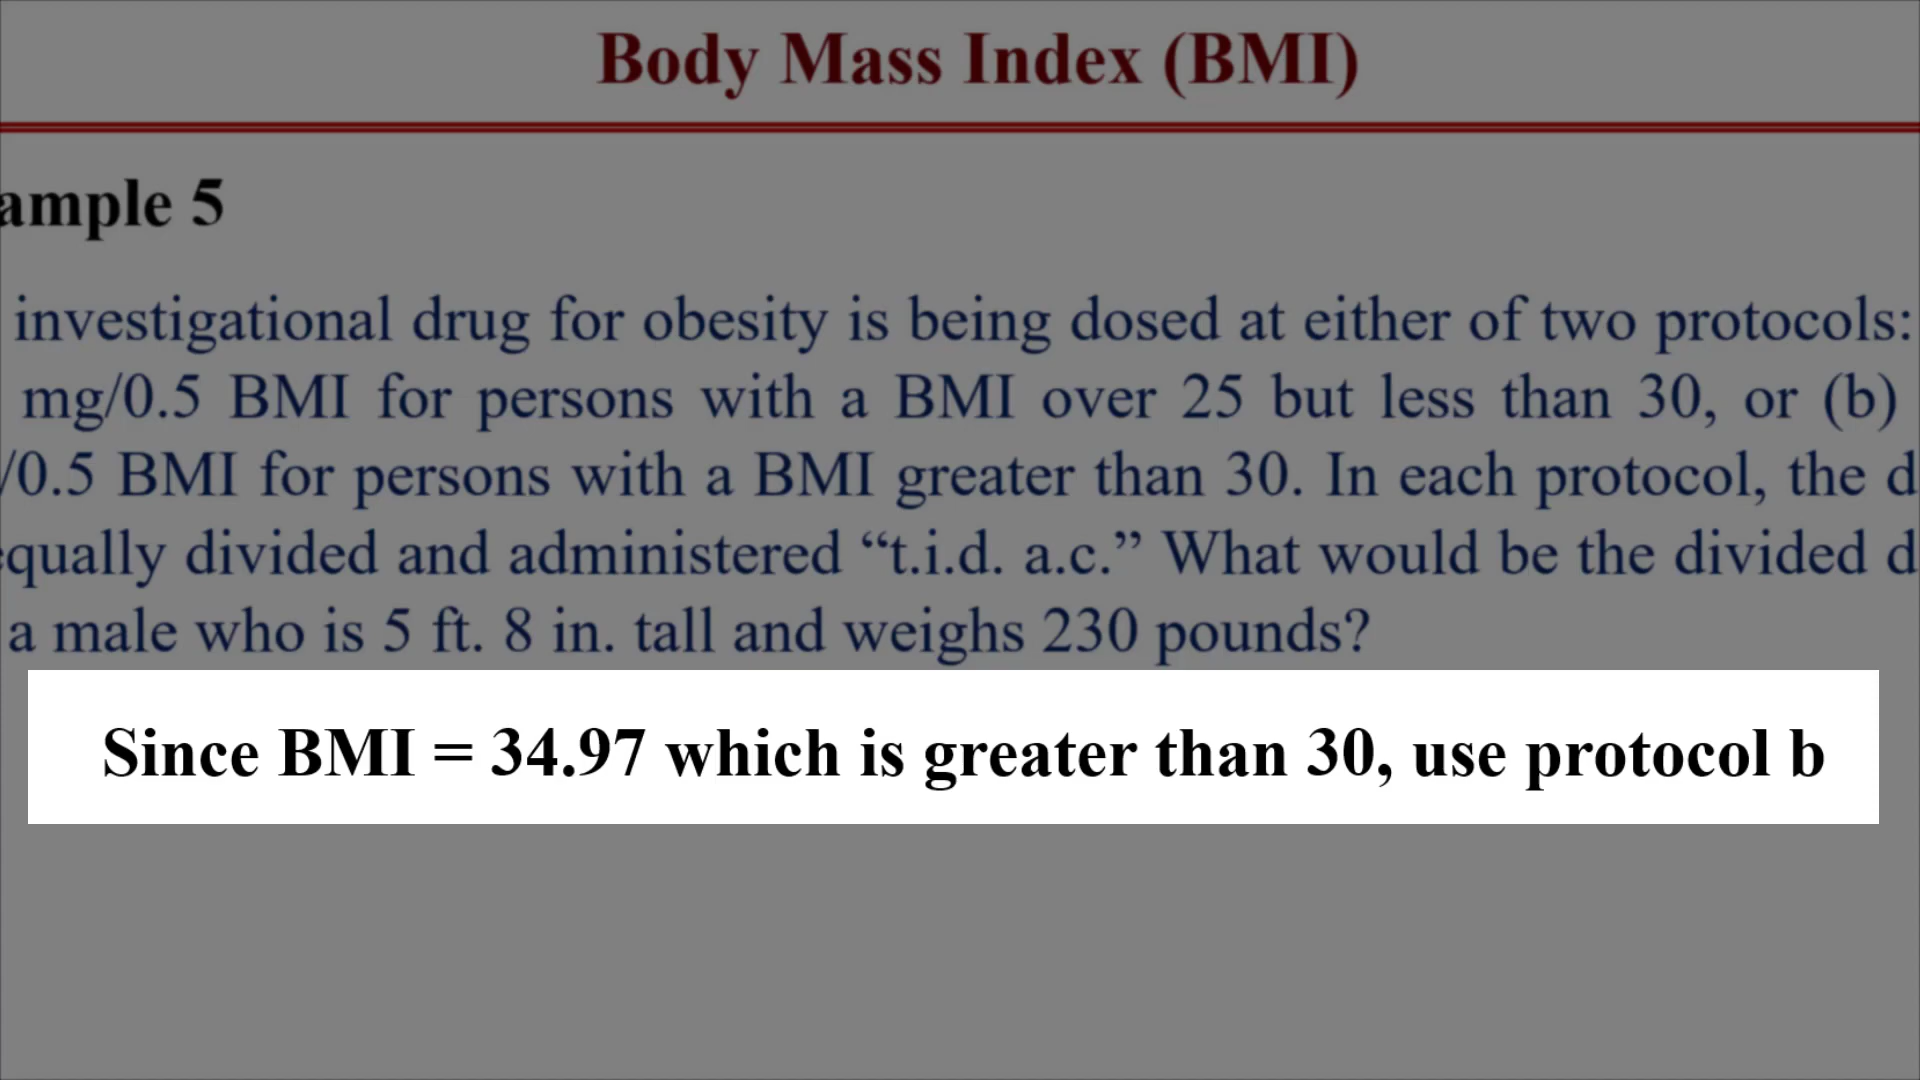 Body Mass Index (BMI)
ample 5
investigational drug for obesity is being dosed at either of two protocols:
mg/0.5 BMI for persons with a BMI over 25 but less than 30, or (b)
/0.5 BMI for persons with a BMI greater than 30. In each protocol, the d
qually divided and administered “t.i.d. a.c.” What would be the divided d
a male who is 5 ft. 8 in. tall and weighs 230 pounds?
Since BMI = 34.97 which is greater than 30, use protocol b